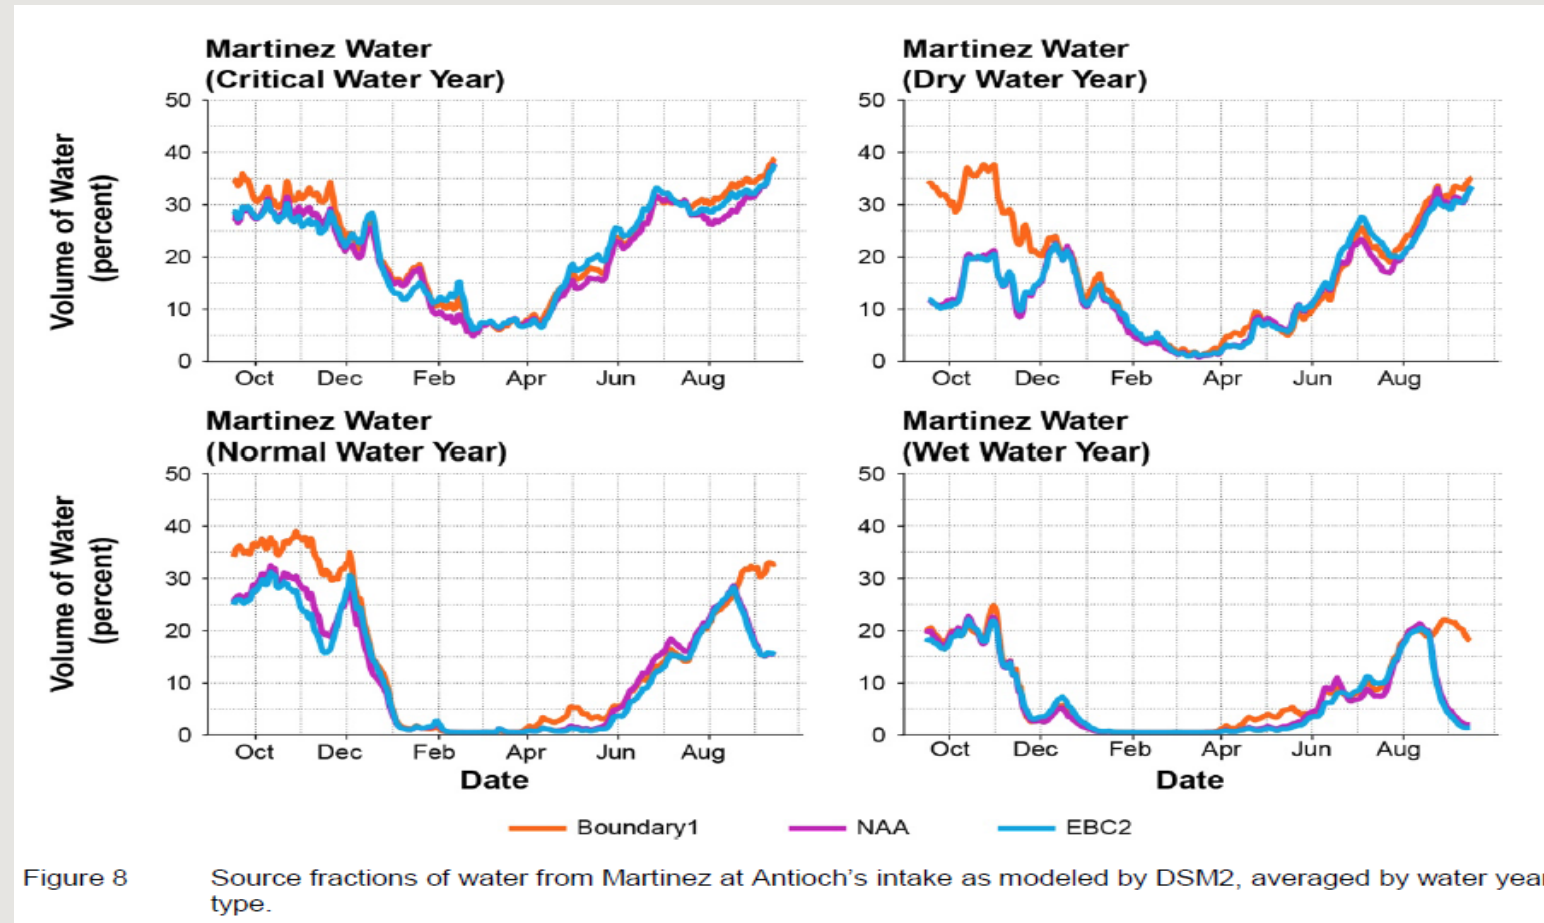 Martinez Water
(Critical Water Year)
Volume of Water
(percent)
50
40
30
20
10
0
Oct Dec Feb Apr Jun Aug
Martinez Water
(Dry Water Year)
50
40
30
20
10
0
Oct Dec Feb Apr Jun Aug
Martinez Water
(Normal Water Year)
Volume of Water
(percent)
50
40
30
20
10
0
Oct Dec Feb Apr Jun Aug
Date
Martinez Water
(Wet Water Year)
50
40
30
20
10
0
Oct Dec Feb Apr Jun Aug
Date
Boundary1 NAA EBC2
Figure 8 Source fractions of water from Martinez at Antioch's intake as modeled by DSM2, averaged by water year
type.